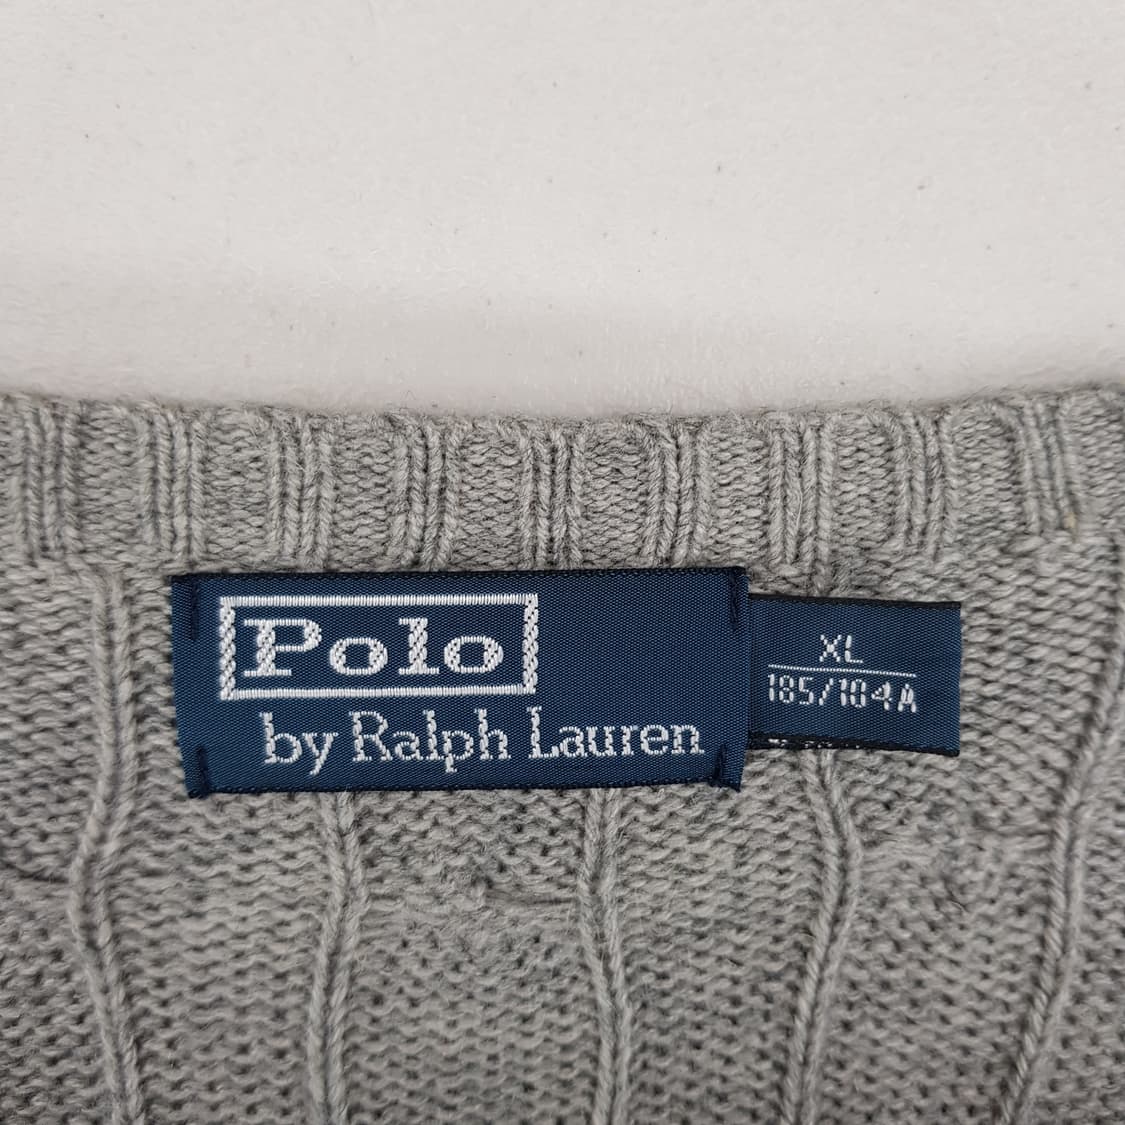 Polo
by Ralph Lauren
XL
185/104A